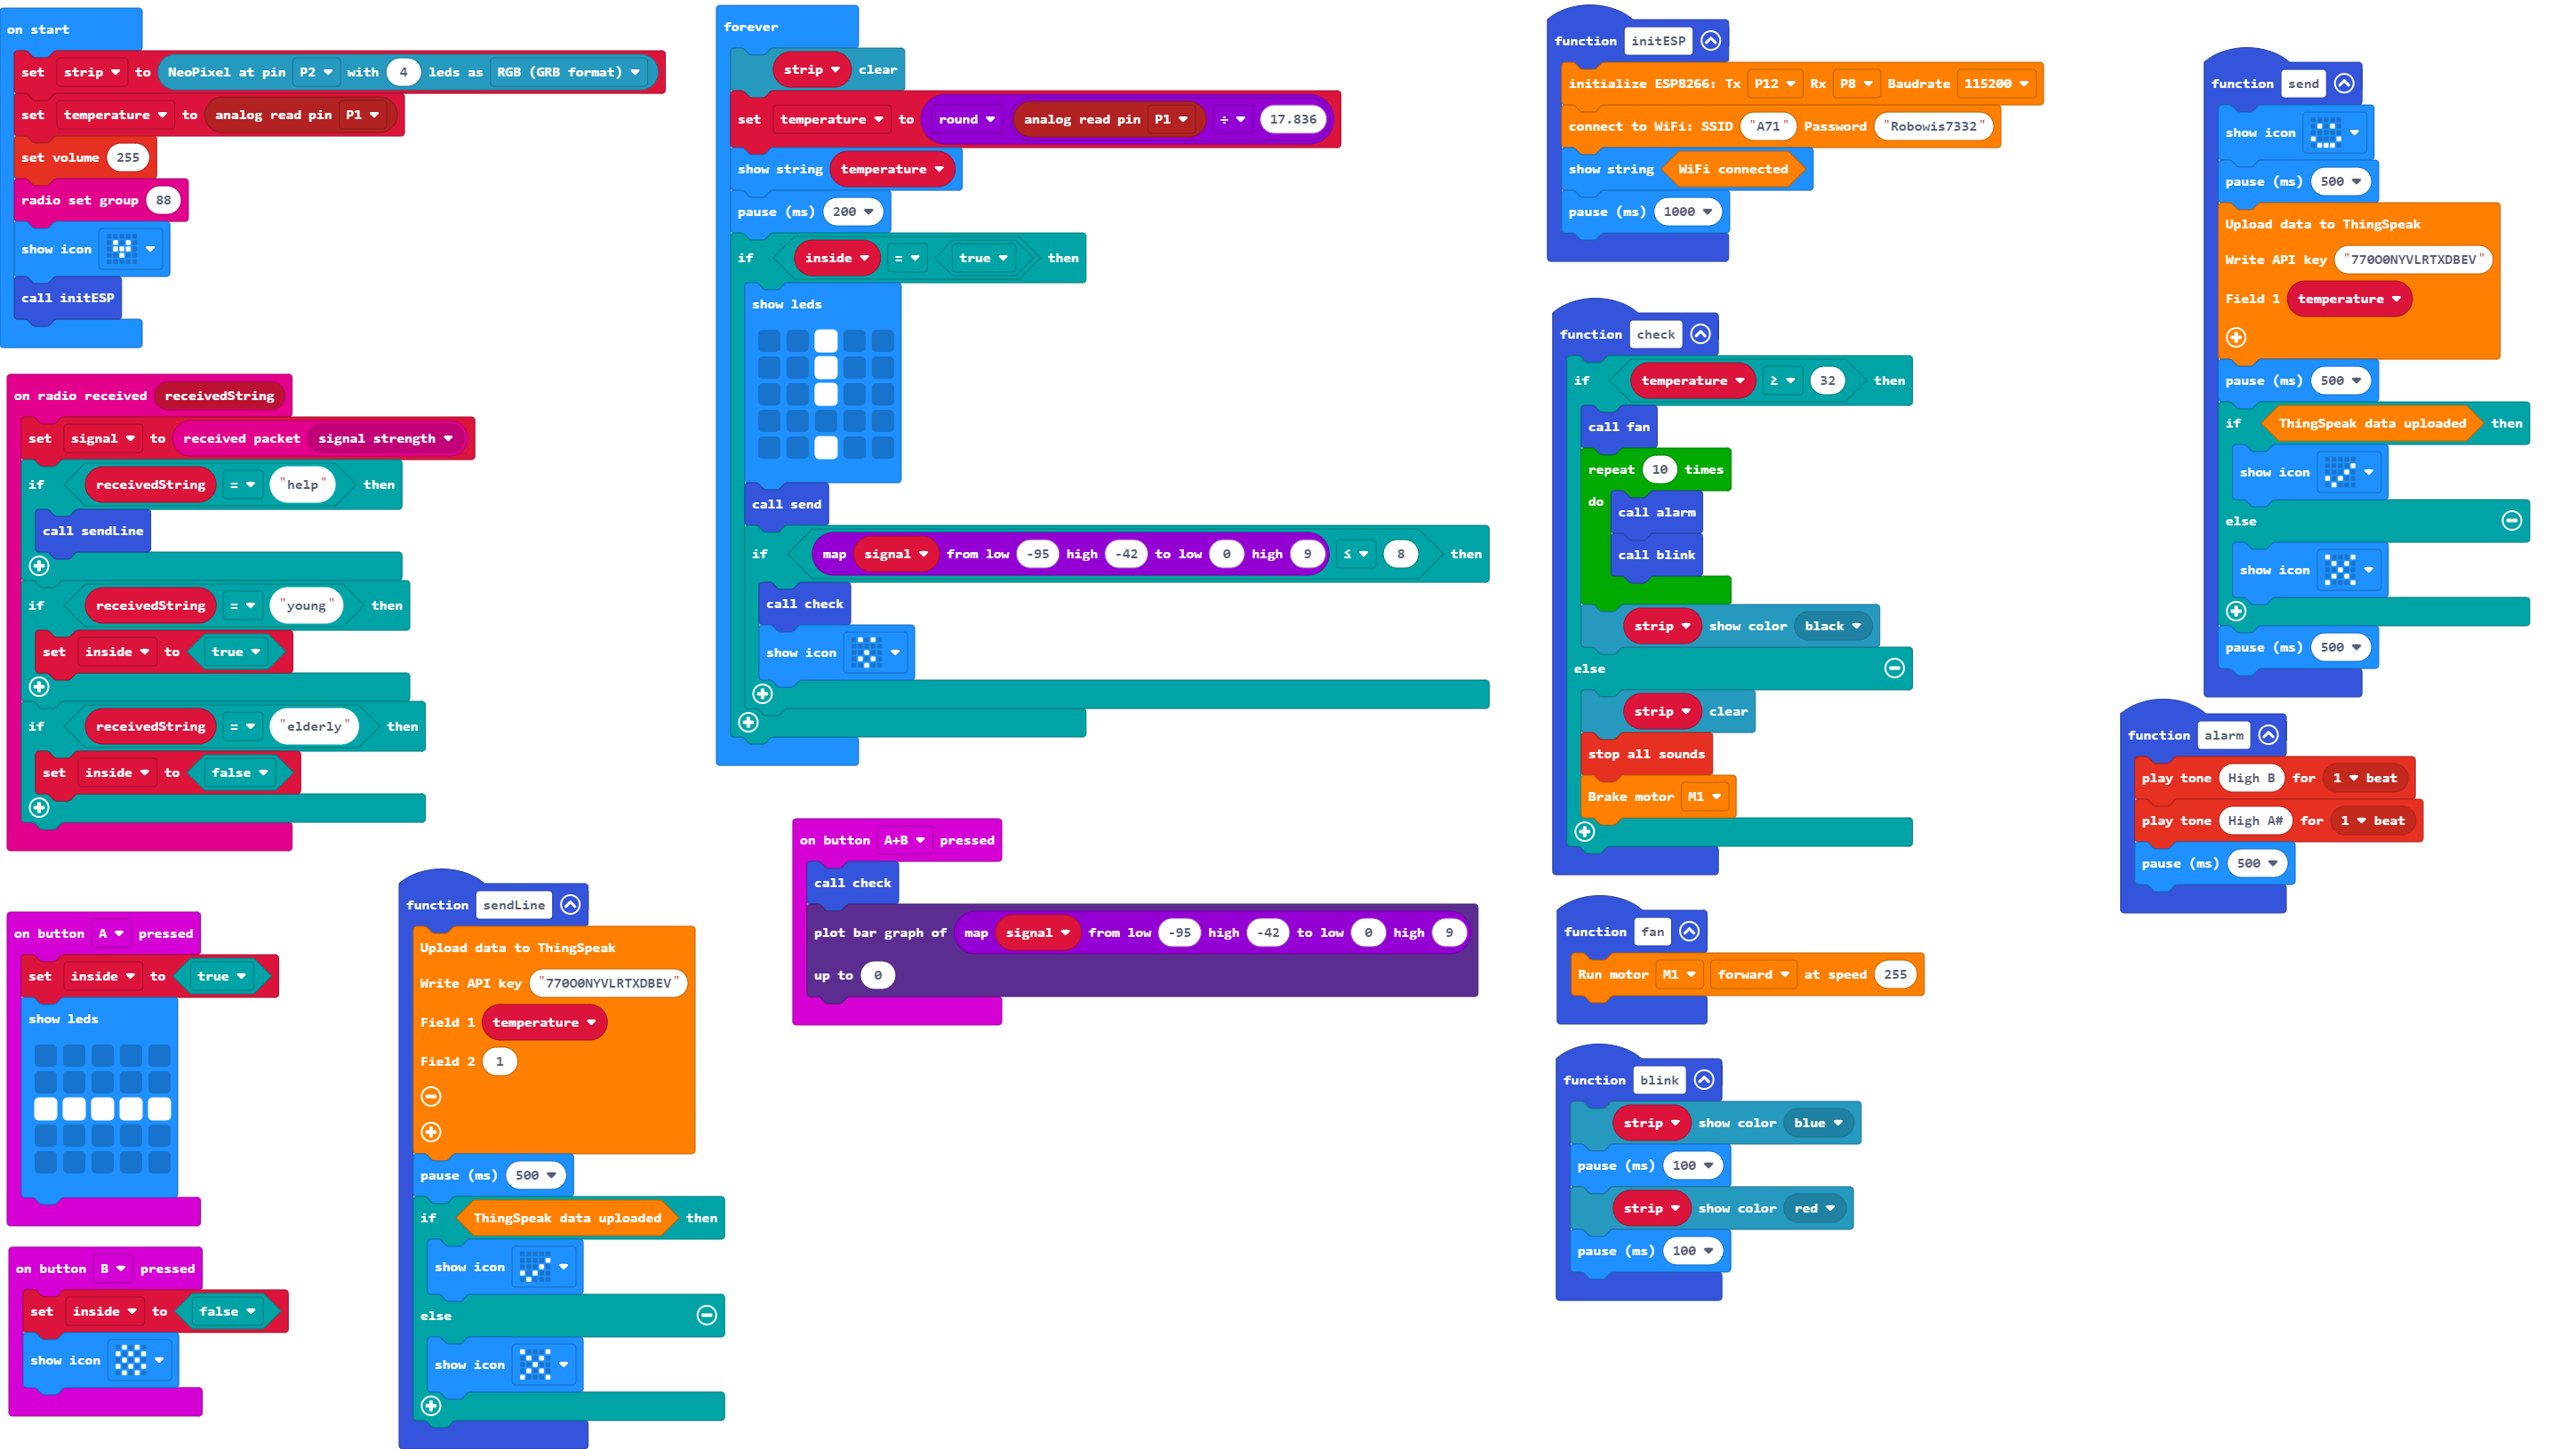 on start
set strip to NeoPixel at pin P2 with 4 leds as RGB (GRB format)
set temperature to analog read pin P1
set volume 255
radio set group 88
show icon
call initESP
on radio received receivedString
set signal to received packet signal strength
if receivedString = "help" then
call sendLine
if receivedString = "young" then
set inside to true
if receivedString = "elderly" then
set inside to false
on button A pressed
set inside to true
show leds
on button B pressed
set inside to false
show icon
function sendLine
Upload data to ThingSpeak
Write API key "77000NYVLRTXDBEV"
Field 1 temperature
Field 2 1
pause (ms) 500
if ThingSpeak data uploaded then
show icon
else
show icon
forever
strip clear
set temperature to round analog read pin P1 ÷ 17.836
show string temperature
pause (ms) 200
if inside = true then
show leds
call send
if map signal from low -95 high -42 to low 0 high 9 ≤ 8 then
call check
show icon
on button A+B pressed
call check
plot bar graph of map signal from low -95 high -42 to low 0 high 9
up to 0
function initESP
initialize ESP8266: Tx P12 Rx P8 Baudrate 115200
connect to WiFi: SSID "A71" Password "Robowis7332"
show string WiFi connected
pause (ms) 1000
function check
if temperature ≥ 32 then
call fan
repeat 10 times
do
call alarm
call blink
strip show color black
else
strip clear
stop all sounds
Brake motor M1
function fan
Run motor M1 forward at speed 255
function blink
strip show color blue
pause (ms) 100
strip show color red
pause (ms) 100
function send
show icon
pause (ms) 500
Upload data to ThingSpeak
Write API key "77000NYVLRTXDBEV"
Field 1 temperature
pause (ms) 500
if ThingSpeak data uploaded then
show icon
else
show icon
pause (ms) 500
function alarm
play tone High B for 1 beat
play tone High A# for 1 beat
pause (ms) 500